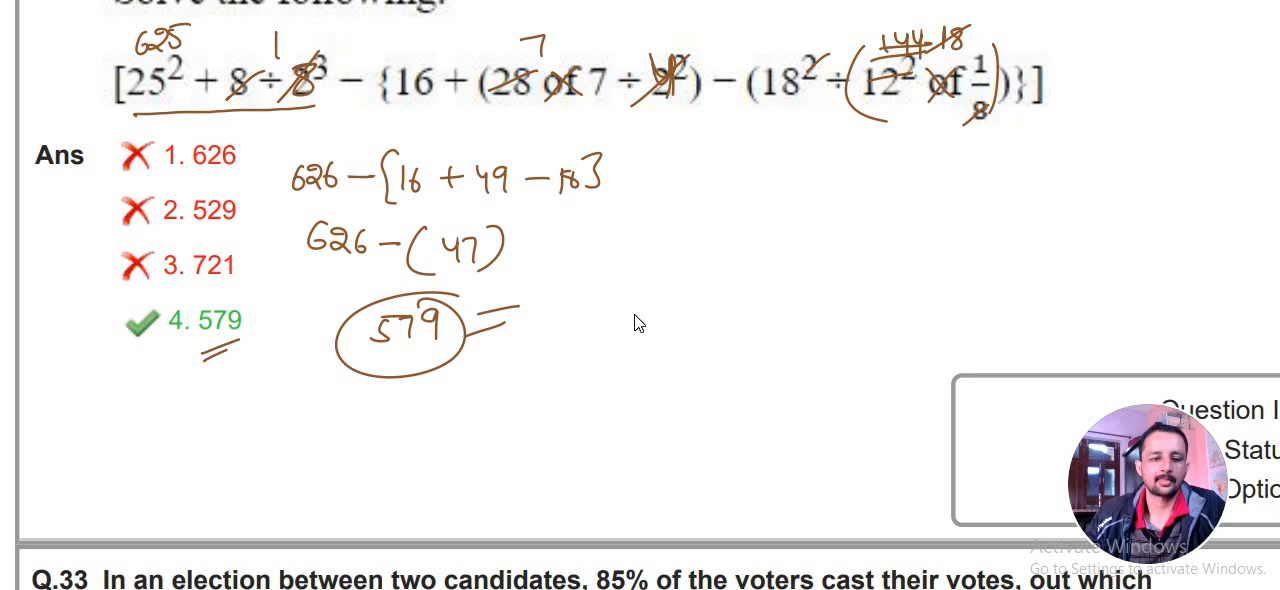 Solve the following:
625 1 7 144 18
[25² + 8 ÷ 8³ − {16 + (28 of 7 ÷ 2²) − (18² ÷ (12² of 1/8))}]
Ans 1. 626
626 − {16 + 49 − 18}
2. 529
626 − (47)
3. 721
4. 579
579 =
Question I
Statu
Optio
Activate Windows
Go to Settings to activate Windows.
Q.33 In an election between two candidates, 85% of the voters cast their votes, out which